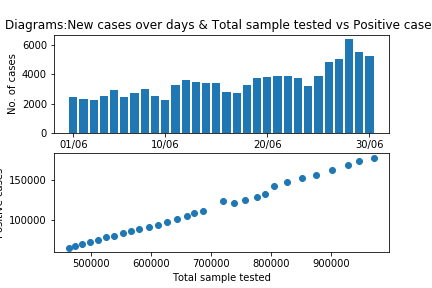 Diagrams:New cases over days & Total sample tested vs Positive case
6000
4000
2000
0
No. of cases
01/06 10/06 20/06 30/06
150000
100000
cases
500000 600000 700000 800000 900000
Total sample tested